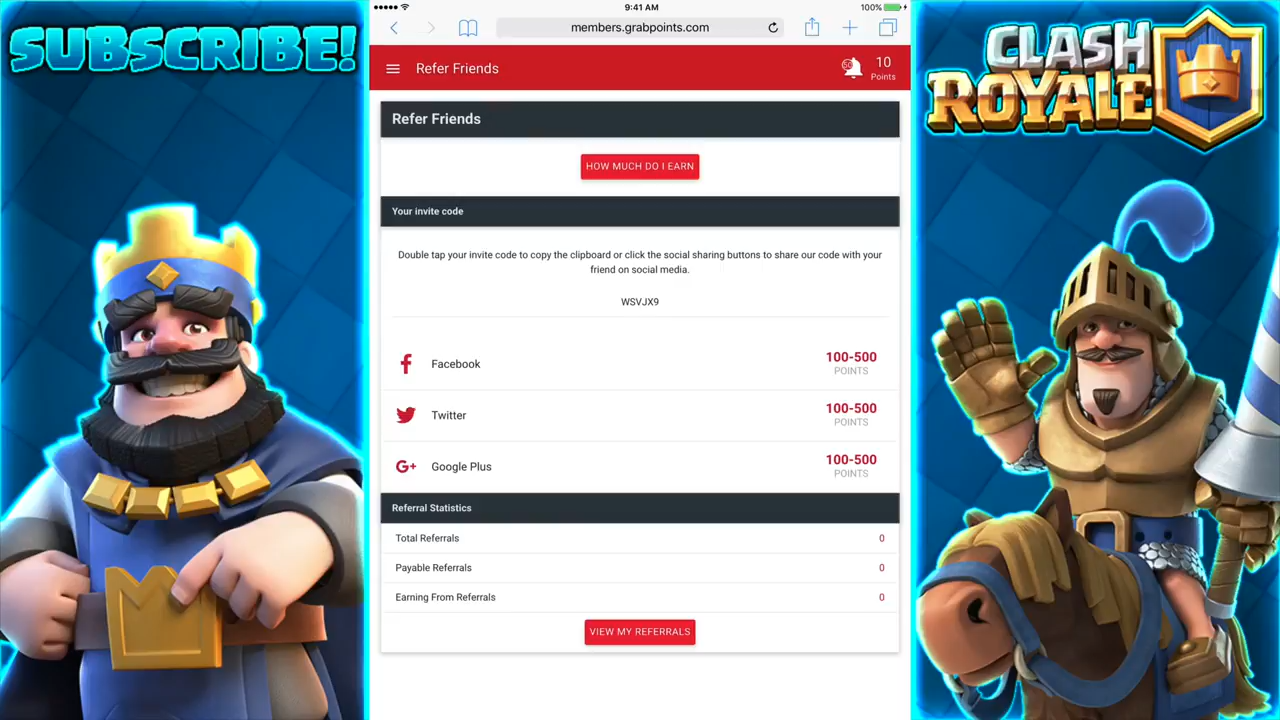 SUBSCRIBE!
9:41 AM
100%
members.grabpoints.com
CLASH
ROYALE
Refer Friends
50
10
Points
Refer Friends
HOW MUCH DO I EARN
Your invite code
Double tap your invite code to copy the clipboard or click the social sharing buttons to share our code with your
friend on social media.
WSVJX9
Facebook
100-500
POINTS
Twitter
100-500
POINTS
G+
Google Plus
100-500
POINTS
Referral Statistics
Total Referrals 0
Payable Referrals 0
Earning From Referrals 0
VIEW MY REFERRALS